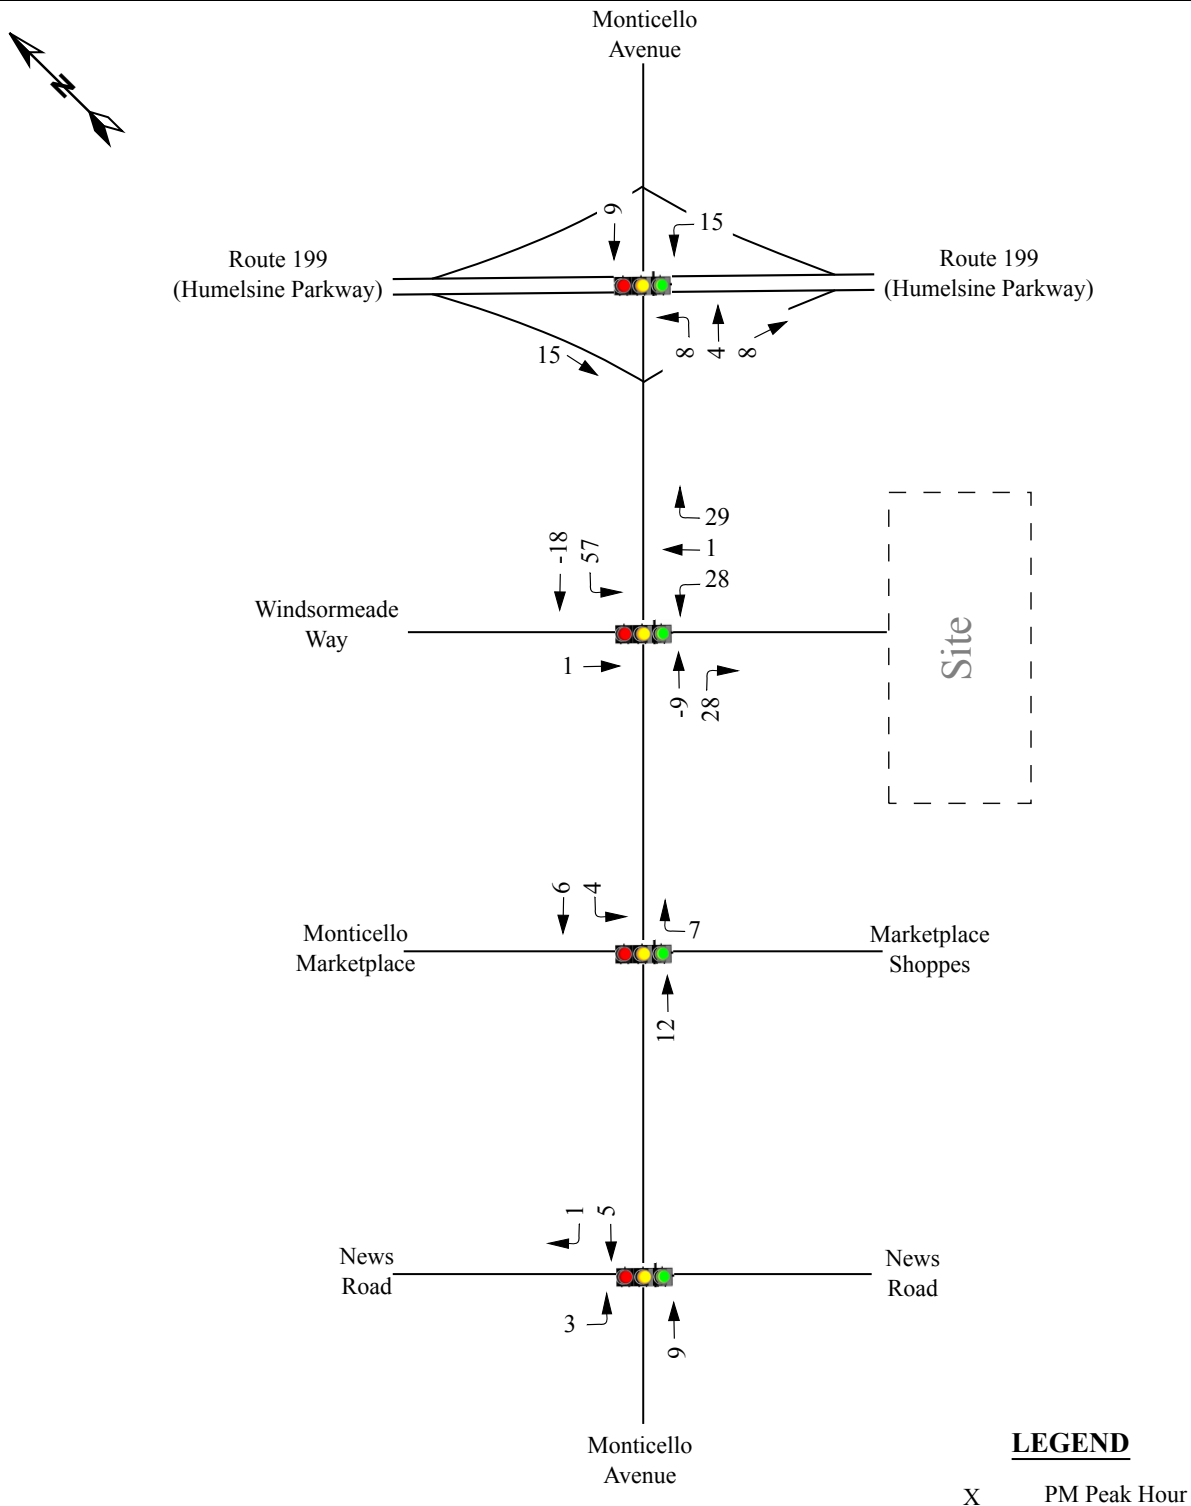 Monticello
Avenue
N
9
15
Route 199
(Humelsine Parkway)
Route 199
(Humelsine Parkway)
15
8
4
8
29
-18
57
1
28
Windsormeade
Way
Site
1
-9
28
6
4
7
Monticello
Marketplace
Marketplace
Shoppes
12
1
5
News
Road
News
Road
3
9
Monticello
Avenue
LEGEND
X PM Peak Hour